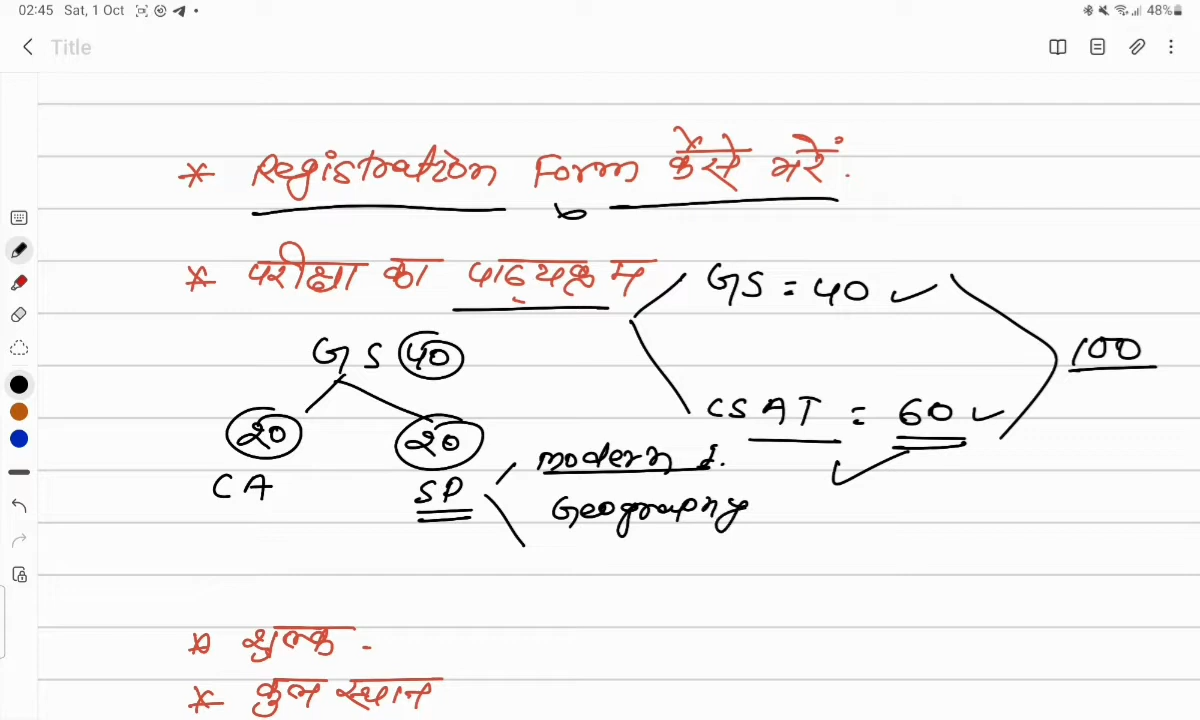 02:45 Sat, 1 Oct
48%
Title
* Registration Form कैसे भरें.
* परीक्षा का पाठ्यक्रम
GS = 40
100
GS 40
CSAT = 60
20 20
CA SP
modern I.
Geography
* शुल्क -
* कुल स्थान